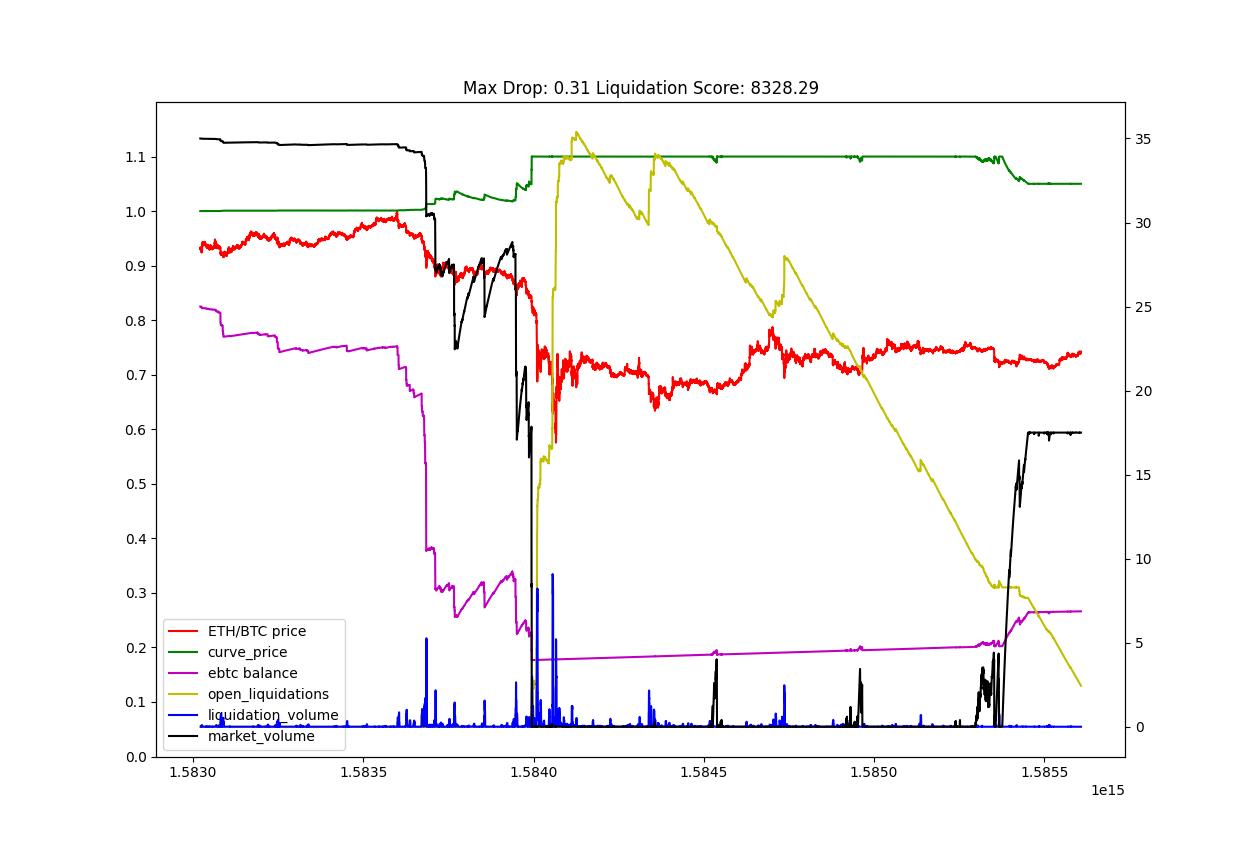 Max Drop: 0.31 Liquidation Score: 8328.29
1.1
1.0
0.9
0.8
0.7
0.6
0.5
0.4
0.3
0.2
0.1
0.0
35
30
25
20
15
10
5
0
ETH/BTC price
curve_price
ebtc balance
open_liquidations
liquidation_volume
market_volume
1.5830 1.5835 1.5840 1.5845 1.5850 1.5855
1e15